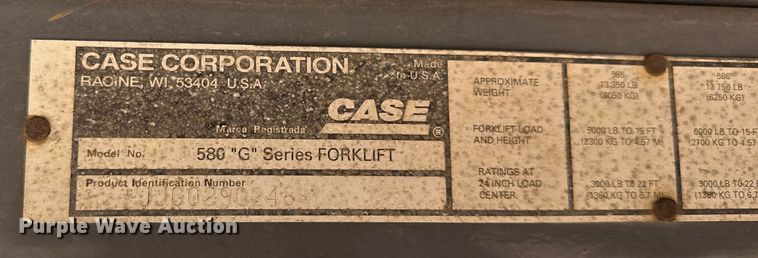 CASE CORPORATION
RACINE, WI. 53404 U.S.A.
Made
in U.S.A.
CASE
®
Marca Registrada
Model No. 580 "G" Series FORKLIFT
Product Identification Number
APPROXIMATE
WEIGHT
585
13,350 LB
(6050 KG)
586
13 750 LB
(6250 KG)
FORKLIFT LOAD
AND HEIGHT
5000 LB TO 15 FT
(2300 KG TO 4.57 M)
6000 LB TO 15 FT
(2700 KG TO 4.57
RATINGS AT
24 INCH LOAD
CENTER.
3000 LB TO 22 FT
(1360 KG TO 6.7 M)
3000 LB TO 22
(1360 KG TO 6.7
Purple Wave Auction